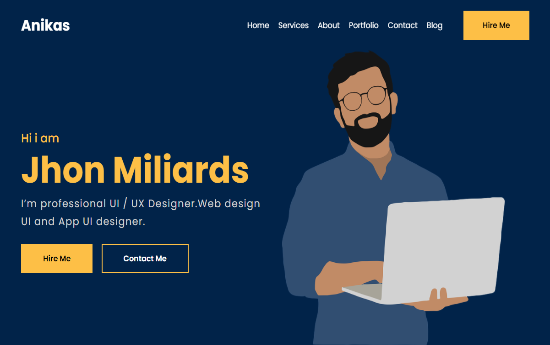 Anikas
Home Services About Portfolio Contact Blog Hire Me
Hi i am
Jhon Miliards
I'm professional UI / UX Designer.Web design
UI and App UI designer.
Hire Me Contact Me